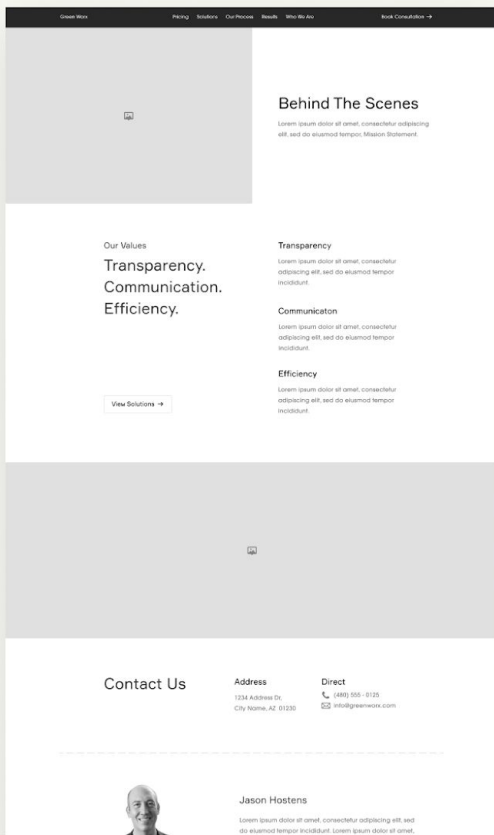 Green Worx
Pricing Solutions Our Process Results Who We Are
Book Consultation →
Behind The Scenes
Lorem ipsum dolor sit amet, consectetur adipiscing
elit, sed do eiusmod tempor, Mission Statement.
Our Values
Transparency.
Communication.
Efficiency.
View Solutions →
Transparency
Lorem ipsum dolor sit amet, consectetur
adipiscing elit, sed do eiusmod tempor
incididunt.
Communicaton
Lorem ipsum dolor sit amet, consectetur
adipiscing elit, sed do eiusmod tempor
incididunt.
Efficiency
Lorem ipsum dolor sit amet, consectetur
adipiscing elit, sed do eiusmod tempor
incididunt.
Contact Us
Address
1234 Address Dr,
City Name, AZ 01230
Direct
(480) 555 - 0125
info@greenworx.com
Jason Hostens
Lorem ipsum dolor sit amet, consectetur adipiscing elit, sed
do eiusmod tempor incididunt. Lorem ipsum dolor sit amet,